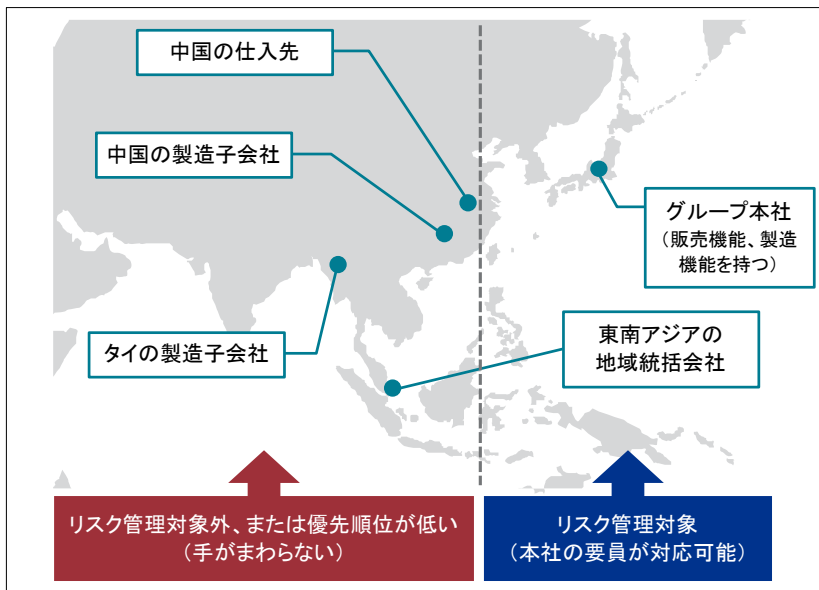 中国の仕入先
中国の製造子会社
グループ本社
（販売機能、製造
機能を持つ）
タイの製造子会社
東南アジアの
地域統括会社
リスク管理対象外、または優先順位が低い
（手がまわらない）
リスク管理対象
（本社の要員が対応可能）